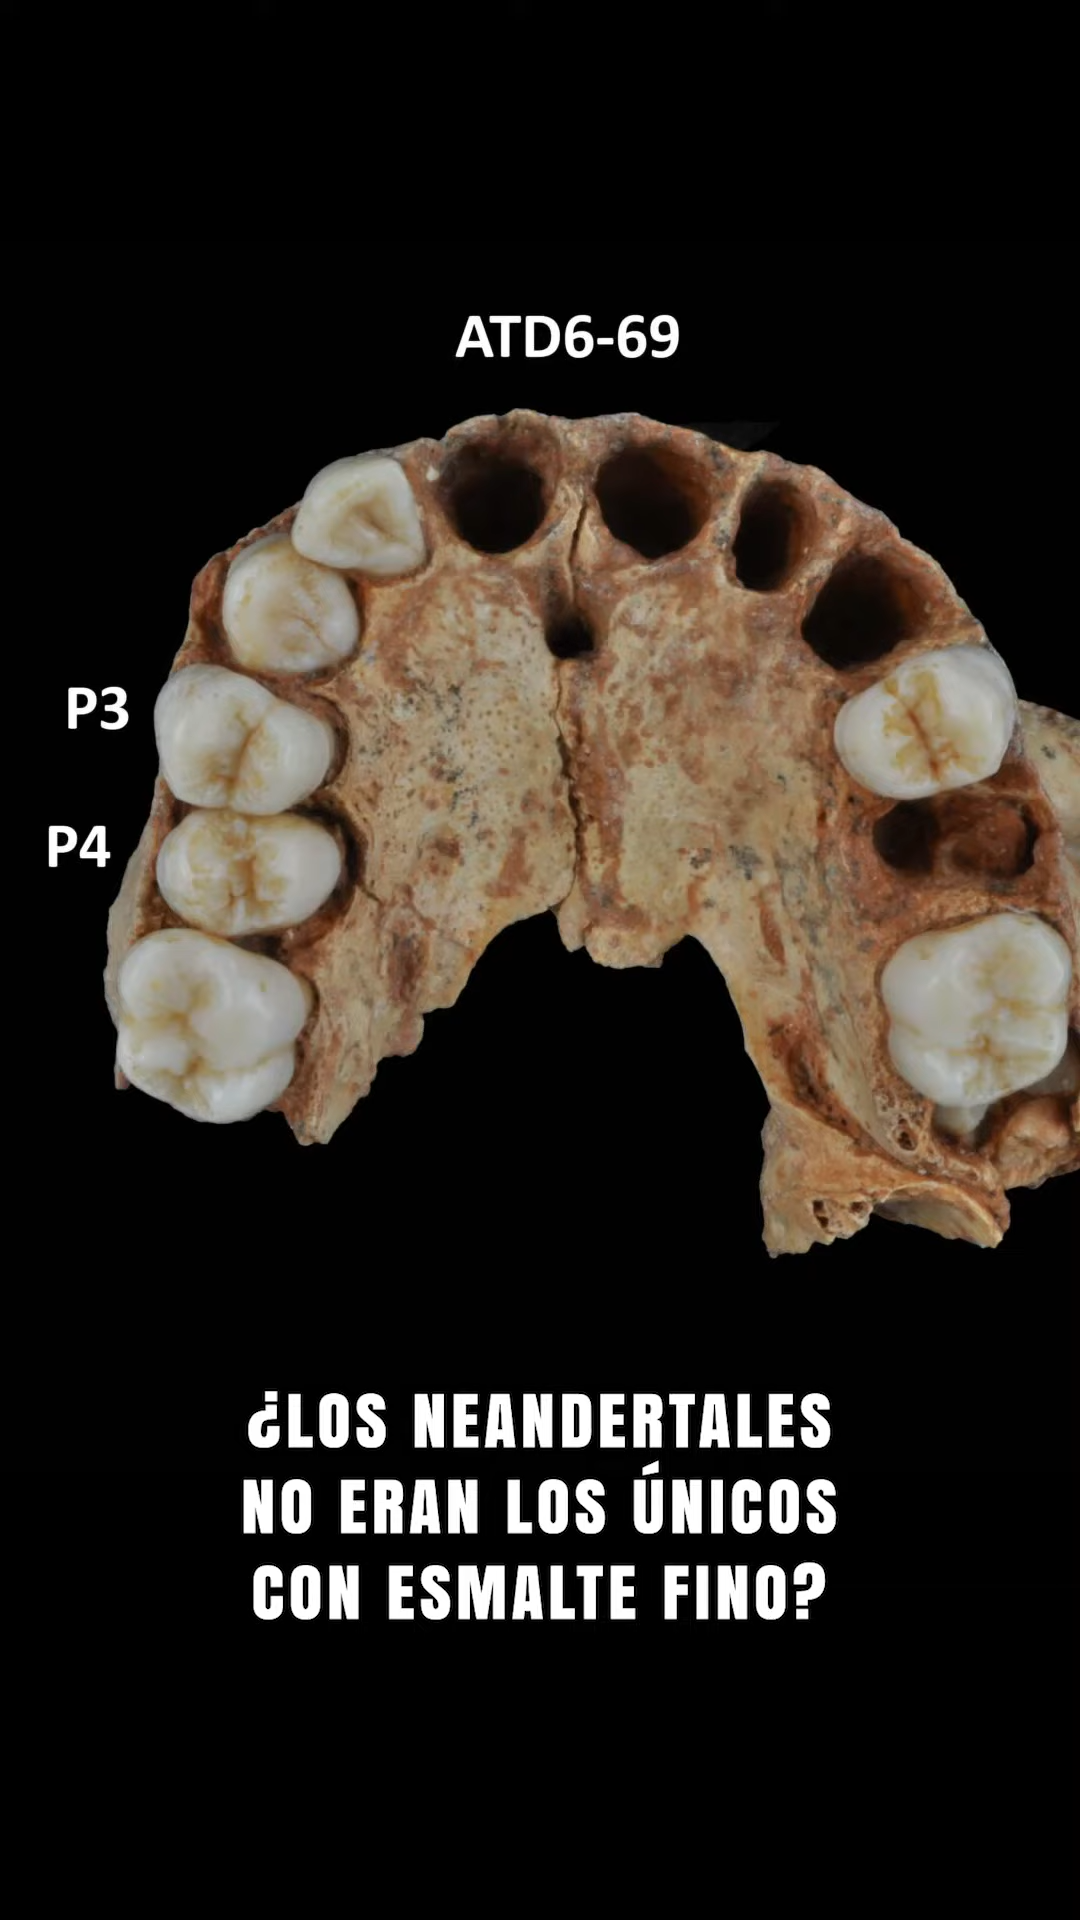 ATD6-69
P3
P4
¿LOS NEANDERTALES
NO ERAN LOS ÚNICOS
CON ESMALTE FINO?